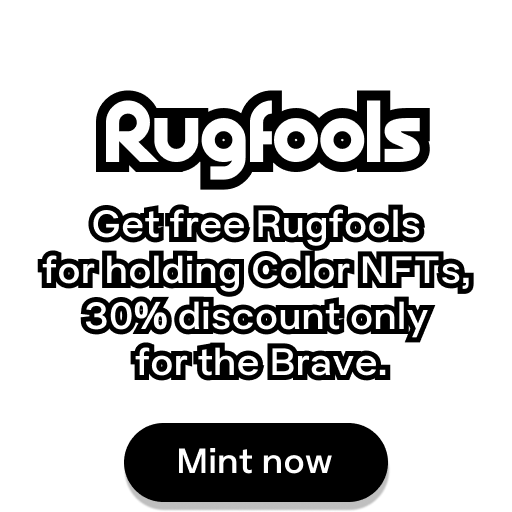 Rugfools
Get free Rugfools
for holding Color NFTs,
30% discount only
for the Brave.
Mint now